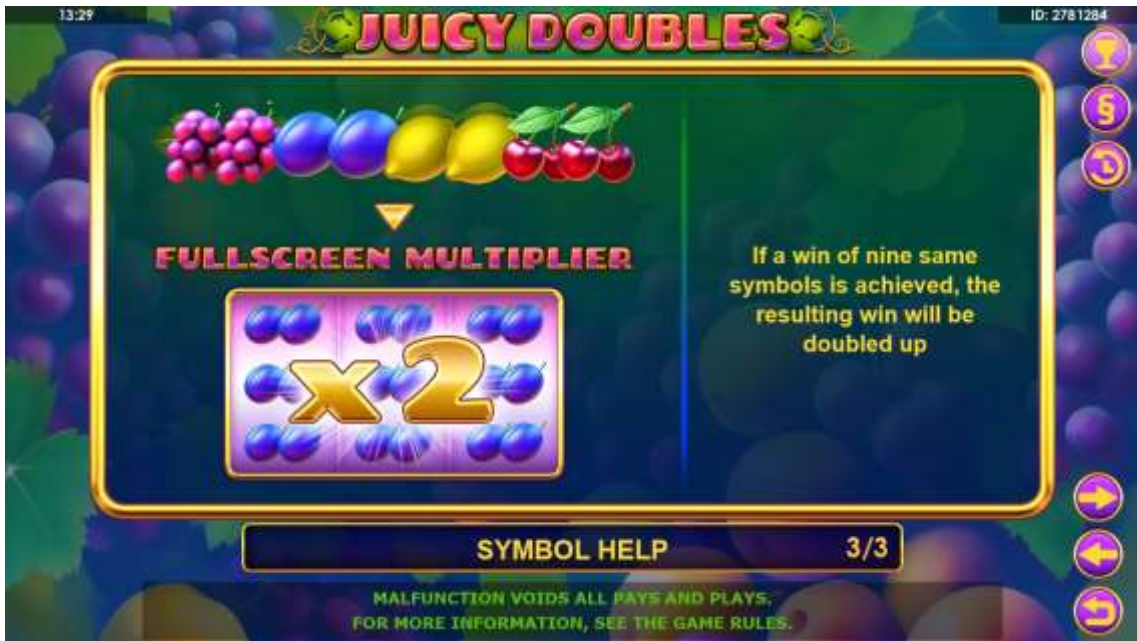 13:29
ID: 2781284
JUICY DOUBLES
§
FULLSCREEN MULTIPLIER
x2
If a win of nine same
symbols is achieved, the
resulting win will be
doubled up
SYMBOL HELP 3/3
MALFUNCTION VOIDS ALL PAYS AND PLAYS.
FOR MORE INFORMATION, SEE THE GAME RULES.